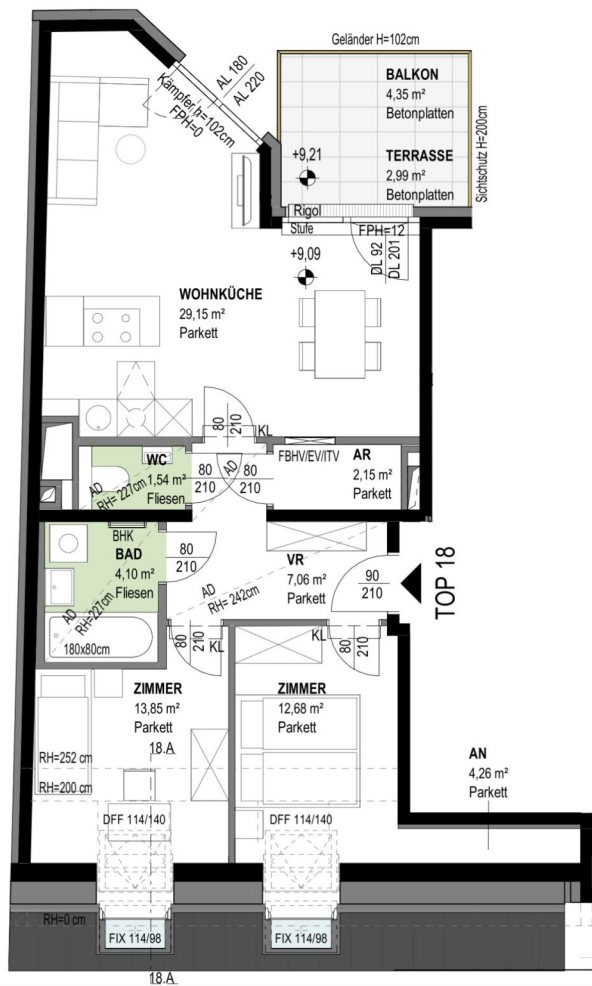 Geländer H=102cm
AL 180
AL 220
Kämpfer h=102cm
FPH=0
BALKON
4,35 m²
Betonplatten
TERRASSE
2,99 m²
Betonplatten
Sichtschutz H=200cm
+9,21
Rigol
Stufe
FPH=12
DL 92
DL 201
+9,09
WOHNKÜCHE
29,15 m²
Parkett
80
210
KL
WC
1,54 m²
Fliesen
AD
RH= 227cm
80
210
AD
80
210
FBHV/EV/ITV
AR
2,15 m²
Parkett
BHK
BAD
4,10 m²
Fliesen
AD
RH=227cm
180x80cm
80
210
VR
7,06 m²
Parkett
AD
RH= 242cm
90
210
TOP 18
80
210
KL
80
210
KL
ZIMMER
13,85 m²
Parkett
18.A
ZIMMER
12,68 m²
Parkett
AN
4,26 m²
Parkett
RH=252 cm
RH=200 cm
DFF 114/140
DFF 114/140
RH=0 cm
FIX 114/98
FIX 114/98
18.A